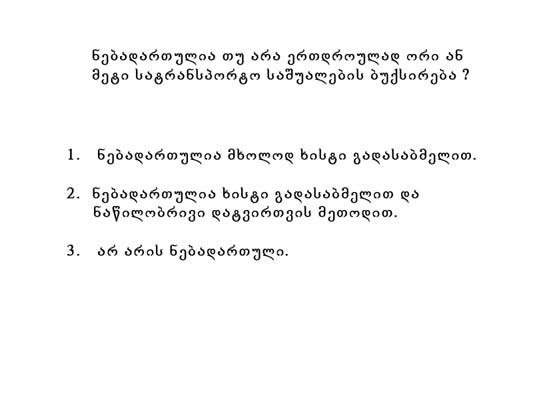 ნებადართულია თუ არა ერთდროულად ორი ან
მეტი სატრანსპორტო საშუალების ბუქსირება ?
1. ნებადართულია მხოლოდ ხისტი გადასაბმელით.
2. ნებადართულია ხისტი გადასაბმელით და
ნაწილობრივი დატვირთვის მეთოდით.
3. არ არის ნებადართული.